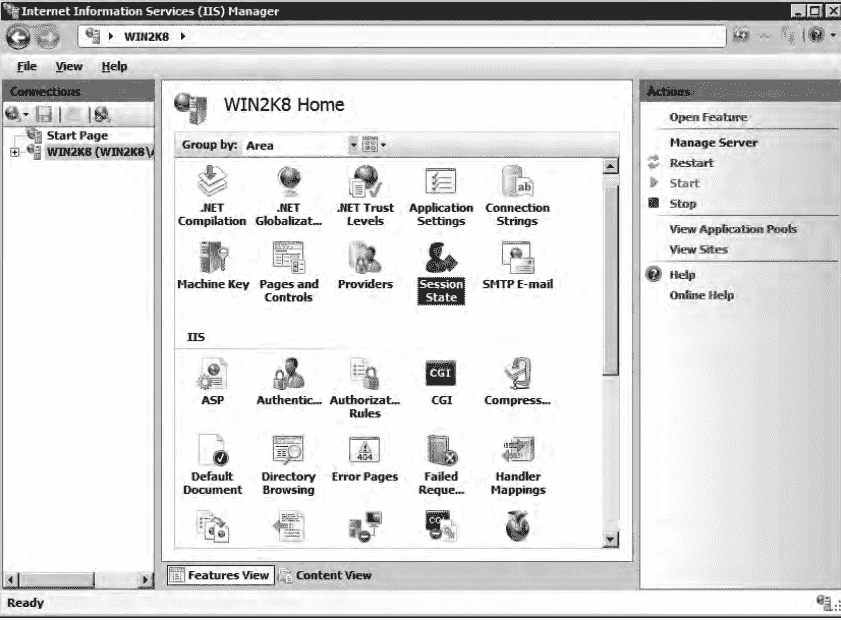 Internet Information Services (IIS) Manager
WIN2K8
File View Help
Connections
Start Page
WIN2K8 (WIN2K8\
WIN2K8 Home
Group by: Area
.NET Compilation
.NET Globalizat...
.NET Trust Levels
Application Settings
Connection Strings
ab
Machine Key
Pages and Controls
Providers
Session State
SMTP E-mail
IIS
ASP
Authentic...
Authorizat... Rules
CGI
CGI
Compress...
Default Document
Directory Browsing
404
Error Pages
Failed Reque...
Handler Mappings
CGI
Features View
Content View
Actions
Open Feature
Manage Server
Restart
Start
Stop
View Application Pools
View Sites
Help
Online Help
Ready